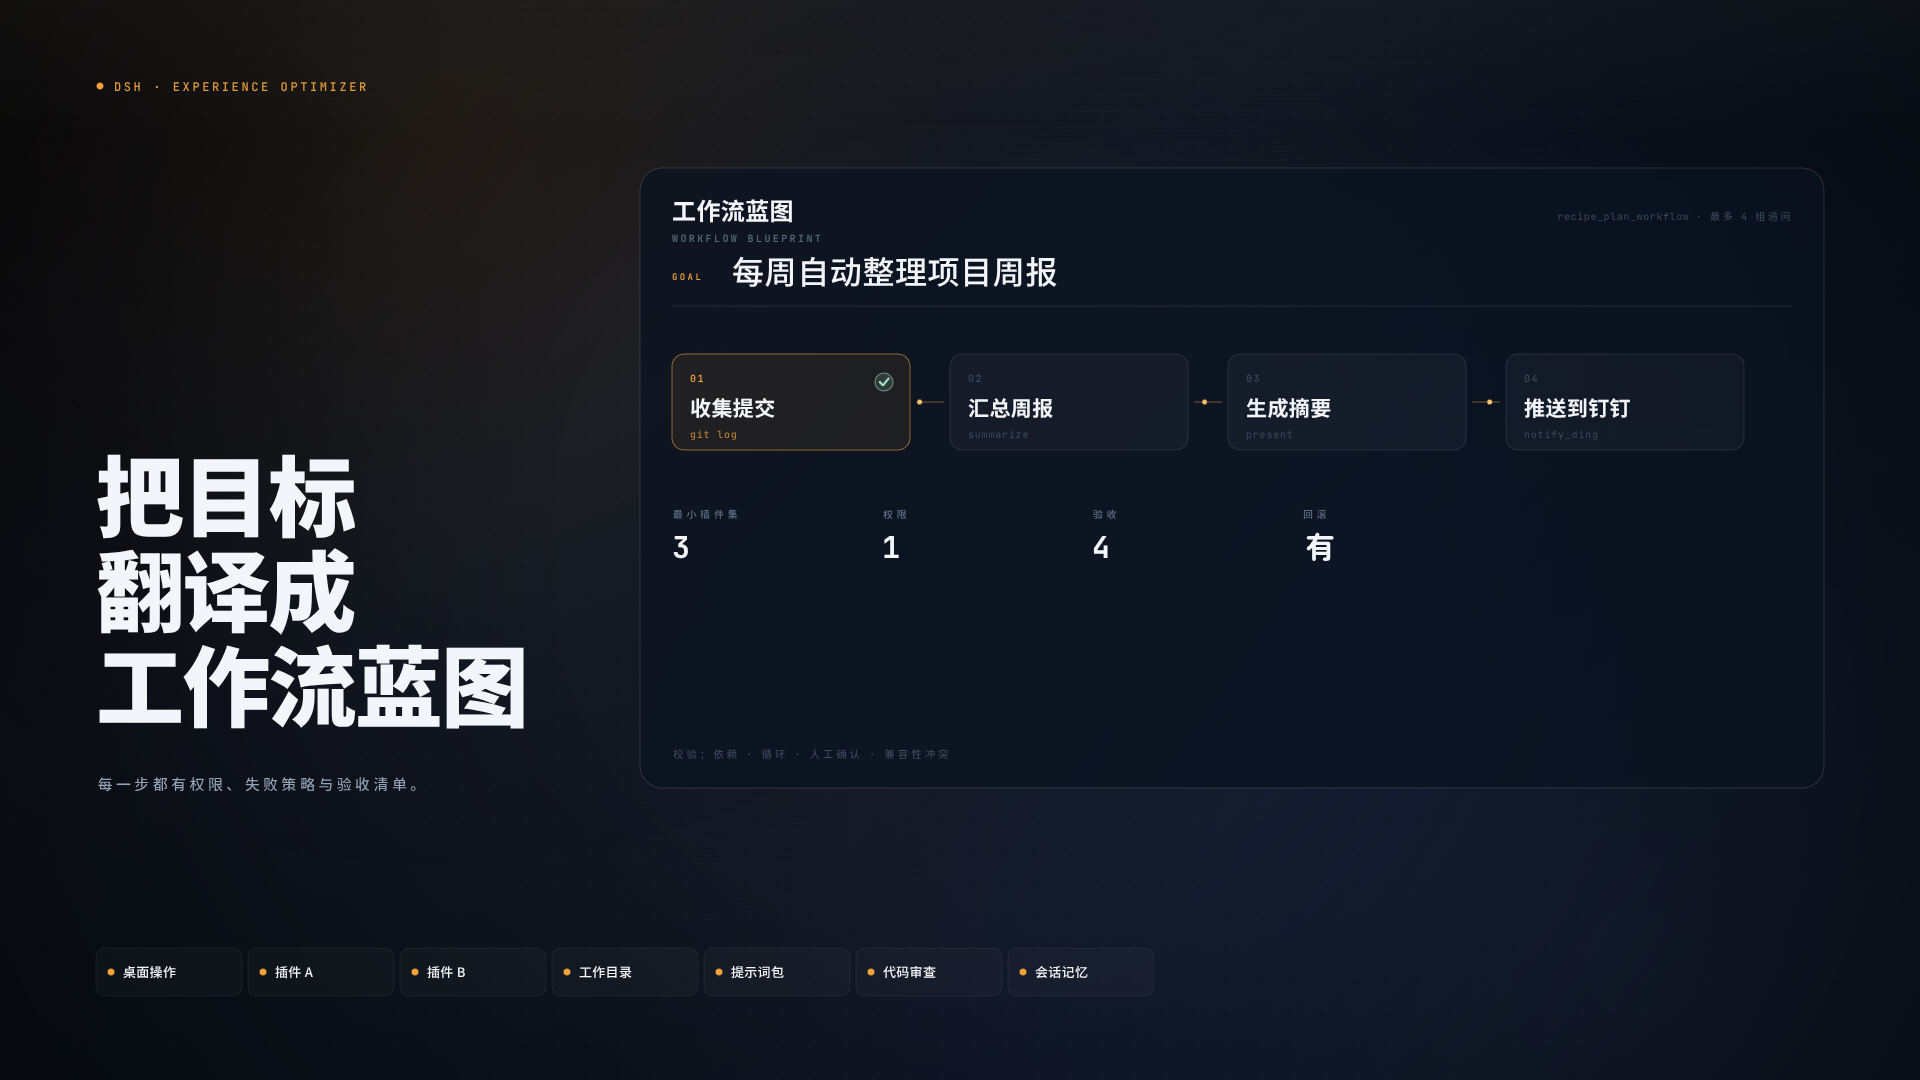 DSH · EXPERIENCE OPTIMIZER
把目标
翻译成
工作流蓝图
每一步都有权限、失败策略与验收清单。
工作流蓝图
WORKFLOW BLUEPRINT
recipe_plan_workflow · 最多 4 组追问
GOAL 每周自动整理项目周报
01
收集提交
git log
02
汇总周报
summarize
03
生成摘要
present
04
推送到钉钉
notify_ding
最小插件集
3
权限
1
验收
4
回滚
有
校验: 依赖 · 循环 · 人工确认 · 兼容性冲突
桌面操作
插件 A
插件 B
工作目录
提示词包
代码审查
会话记忆